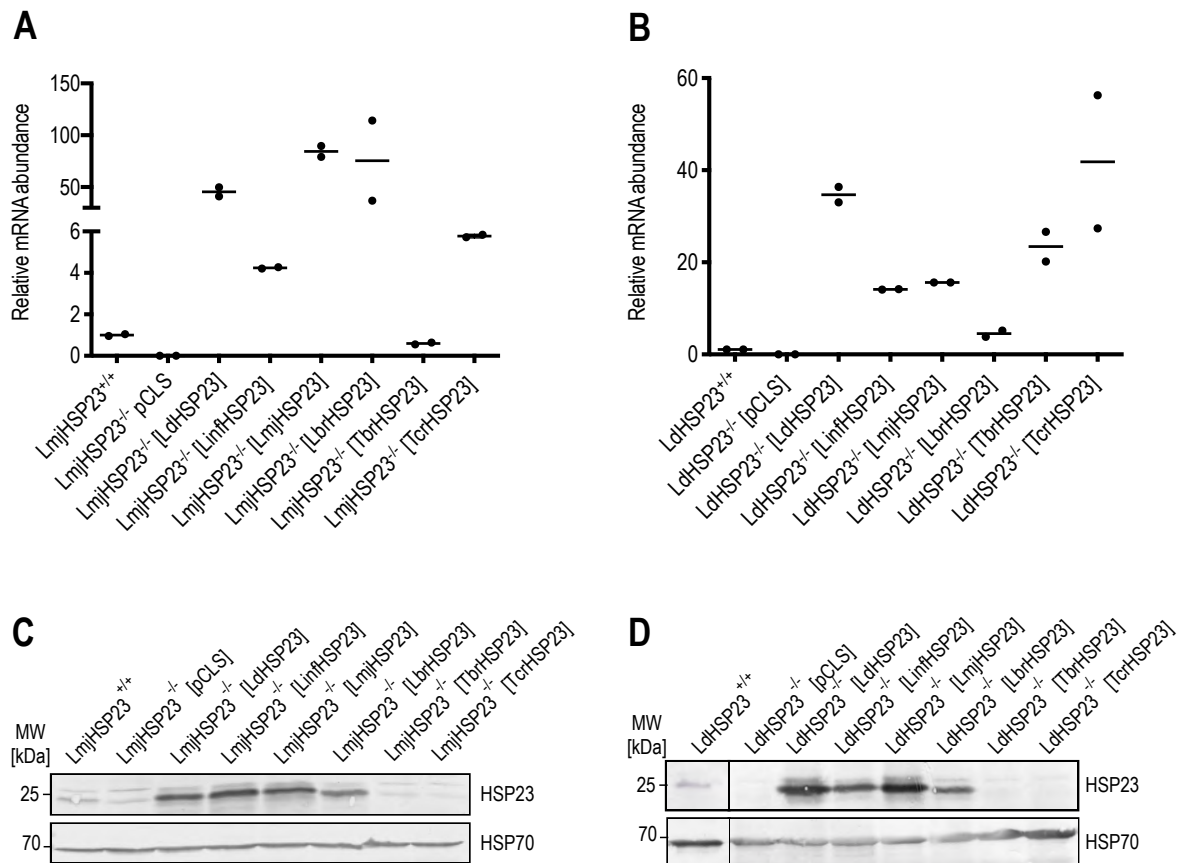 A
Relative mRNA abundance
150
100
50
6
4
2
0
LmjHSP23+/+
LmjHSP23-/- pCLS
LmjHSP23-/- [LdHSP23]
LmjHSP23-/- [LinfHSP23]
LmjHSP23-/- [LmjHSP23]
LmjHSP23-/- [LbrHSP23]
LmjHSP23-/- [TbrHSP23]
LmjHSP23-/- [TcrHSP23]
B
Relative mRNA abundance
60
40
20
0
LdHSP23+/+
LdHSP23-/- [pCLS]
LdHSP23-/- [LdHSP23]
LdHSP23-/- [LinfHSP23]
LdHSP23-/- [LmjHSP23]
LdHSP23-/- [LbrHSP23]
LdHSP23-/- [TbrHSP23]
LdHSP23-/- [TcrHSP23]
C
MW
[kDa]
LmjHSP23+/+
LmjHSP23-/- [pCLS]
LmjHSP23-/- [LdHSP23]
LmjHSP23-/- [LinfHSP23]
LmjHSP23-/- [LmjHSP23]
LmjHSP23-/- [LbrHSP23]
LmjHSP23-/- [TbrHSP23]
LmjHSP23-/- [TcrHSP23]
25
HSP23
70
HSP70
D
MW
[kDa]
LdHSP23+/+
LdHSP23-/- [pCLS]
LdHSP23-/- [LdHSP23]
LdHSP23-/- [LinfHSP23]
LdHSP23-/- [LmjHSP23]
LdHSP23-/- [LbrHSP23]
LdHSP23-/- [TbrHSP23]
LdHSP23-/- [TcrHSP23]
25
HSP23
70
HSP70